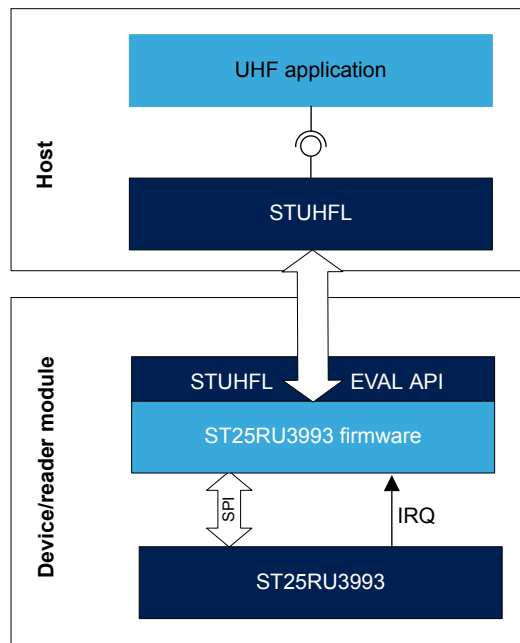 Host
UHF application
STUHFL
Device/reader module
STUHFL EVAL API
ST25RU3993 firmware
SPI
IRQ
ST25RU3993